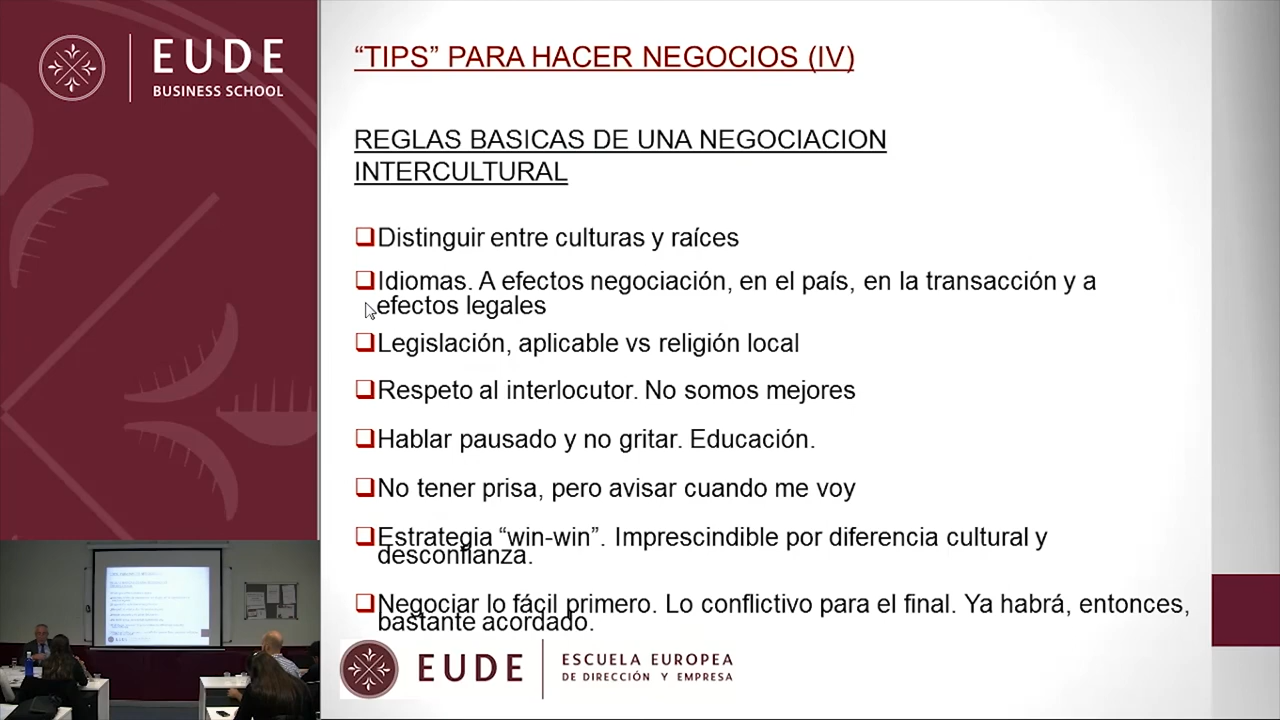 EUDE
BUSINESS SCHOOL
“TIPS” PARA HACER NEGOCIOS (IV)
REGLAS BASICAS DE UNA NEGOCIACION
INTERCULTURAL
Distinguir entre culturas y raíces
Idiomas. A efectos negociación, en el país, en la transacción y a
efectos legales
Legislación, aplicable vs religión local
Respeto al interlocutor. No somos mejores
Hablar pausado y no gritar. Educación.
No tener prisa, pero avisar cuando me voy
Estrategia “win-win”. Imprescindible por diferencia cultural y
desconfianza.
Negociar lo fácil primero. Lo conflictivo para el final. Ya habrá, entonces,
bastante acordado.
EUDE
ESCUELA EUROPEA
DE DIRECCIÓN Y EMPRESA